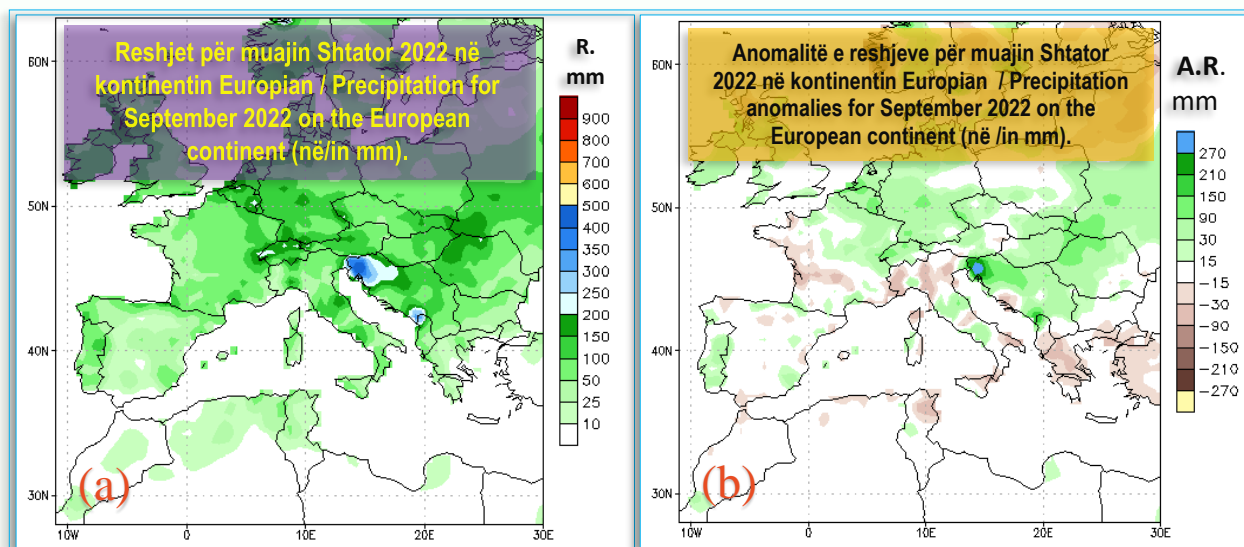 Reshjet për muajin Shtator 2022 në
kontinentin Europian / Precipitation for
September 2022 on the European
continent (në/in mm).
R.
mm
900
800
700
600
500
400
350
300
250
200
150
100
50
25
10
60N
50N
40N
30N
10W
0
10E
20E
30E
(a)
Anomalitë e reshjeve për muajin Shtator
2022 në kontinentin Europian / Precipitation
anomalies for September 2022 on the
European continent (në /in mm).
A.R.
mm
270
210
150
90
30
15
−15
−30
−90
−150
−210
−270
60N
50N
40N
30N
10W
0
10E
20E
30E
(b)